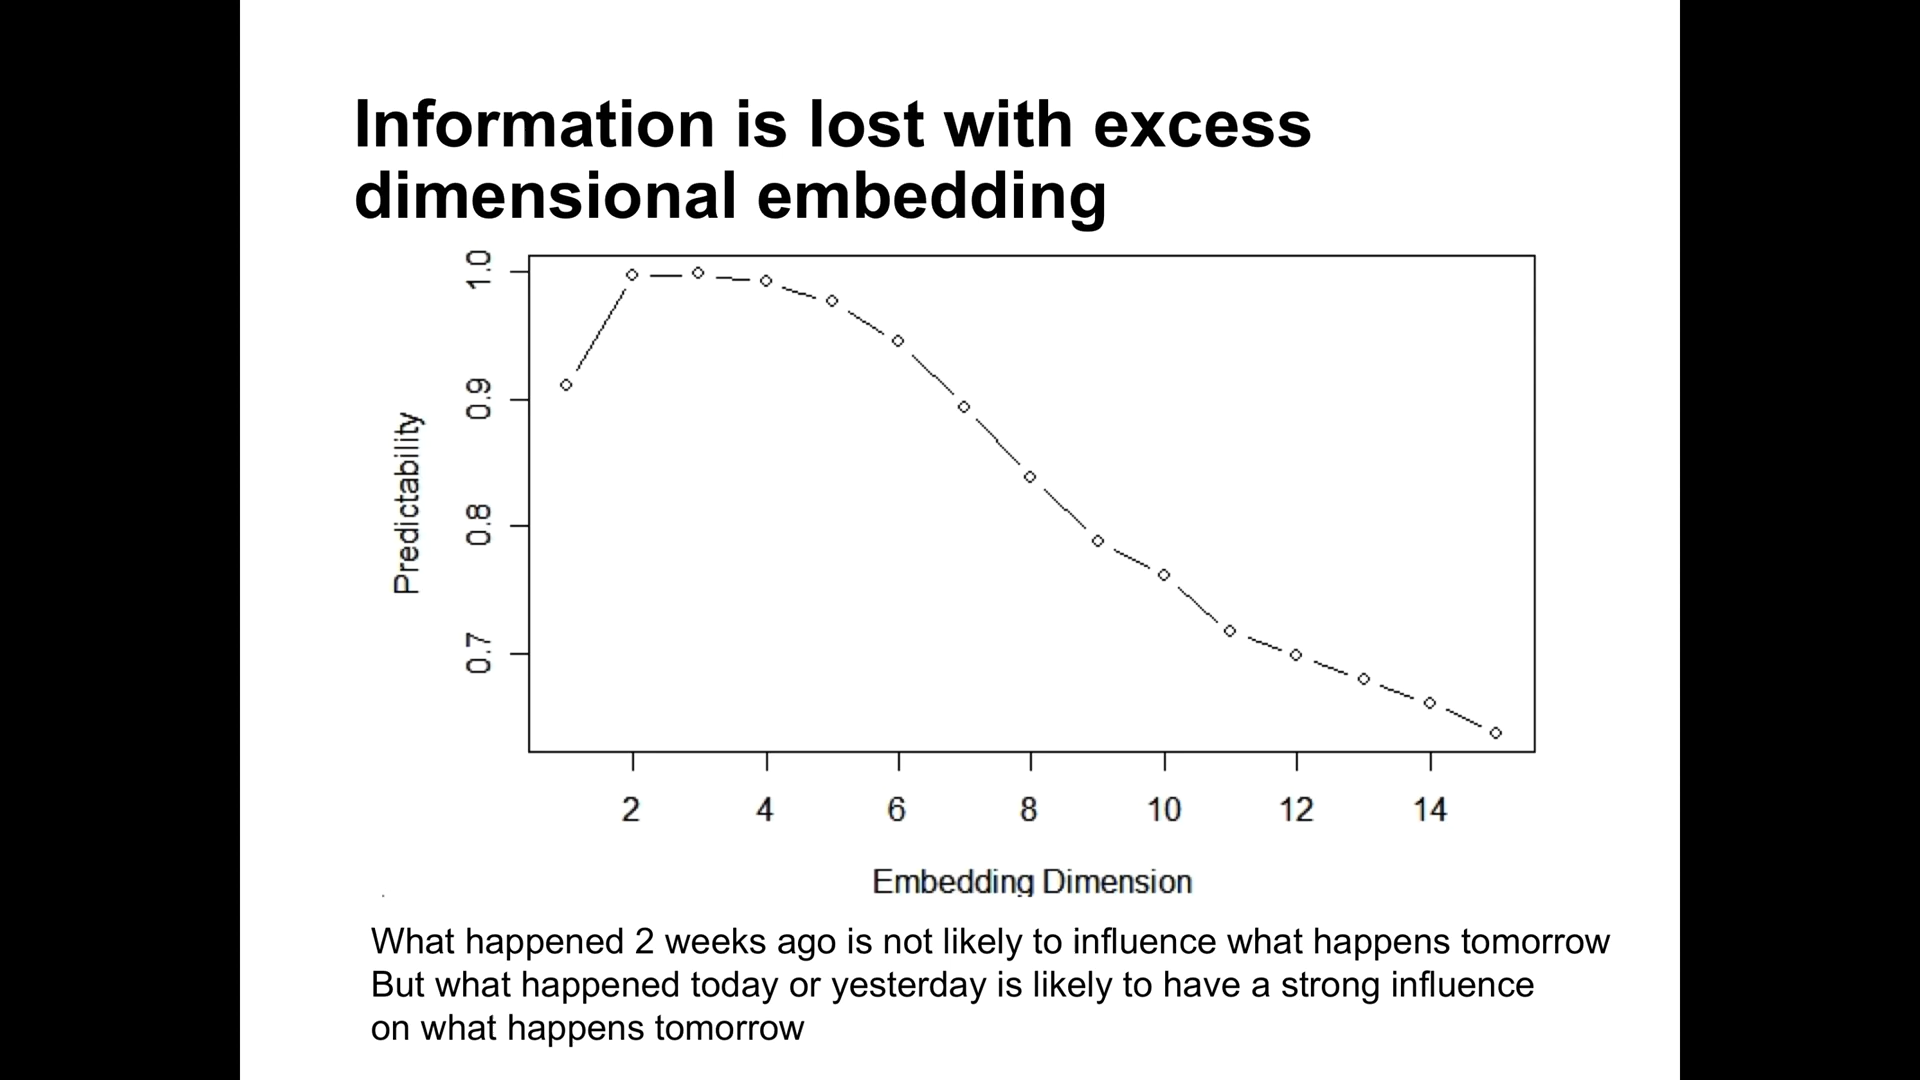 Information is lost with excess
dimensional embedding
1.0
0.9
0.8
0.7
Predictability
2 4 6 8 10 12 14
Embedding Dimension
What happened 2 weeks ago is not likely to influence what happens tomorrow
But what happened today or yesterday is likely to have a strong influence
on what happens tomorrow